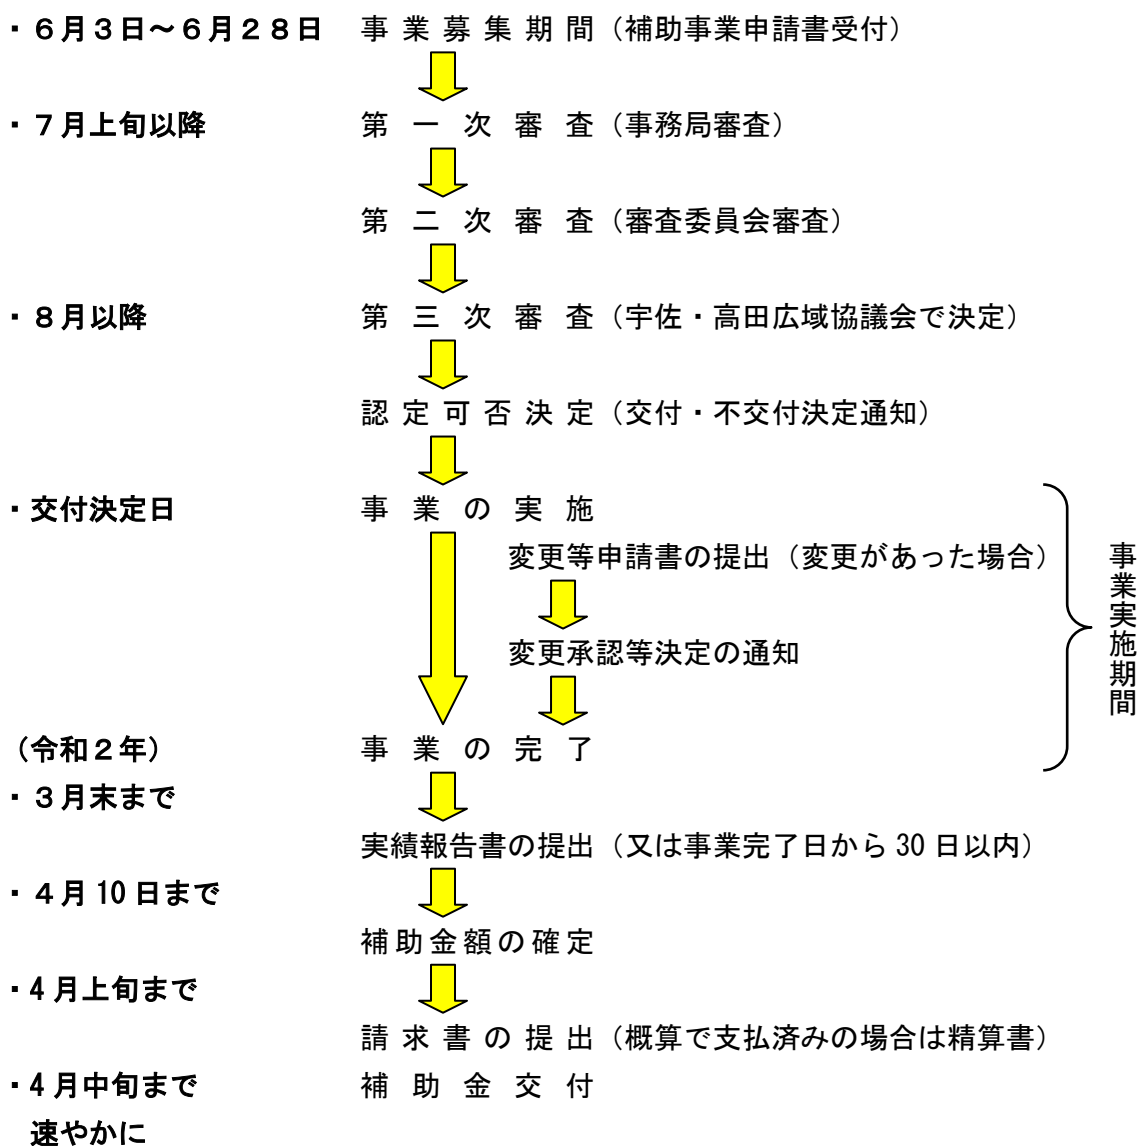 ・６月３日～６月２８日 事業募集期間（補助事業申請書受付）
・７月上旬以降 第一次審査（事務局審査）
第二次審査（審査委員会審査）
・８月以降 第三次審査（宇佐・高田広域協議会で決定）
認定可否決定（交付・不交付決定通知）
・交付決定日 事業の実施
変更等申請書の提出（変更があった場合）
変更承認等決定の通知
事業実施期間
（令和２年） 事業の完了
・３月末まで
実績報告書の提出（又は事業完了日から30日以内）
・４月10日まで
補助金額の確定
・4月上旬まで
請求書の提出（概算で支払済みの場合は精算書）
・4月中旬まで 補助金交付
速やかに